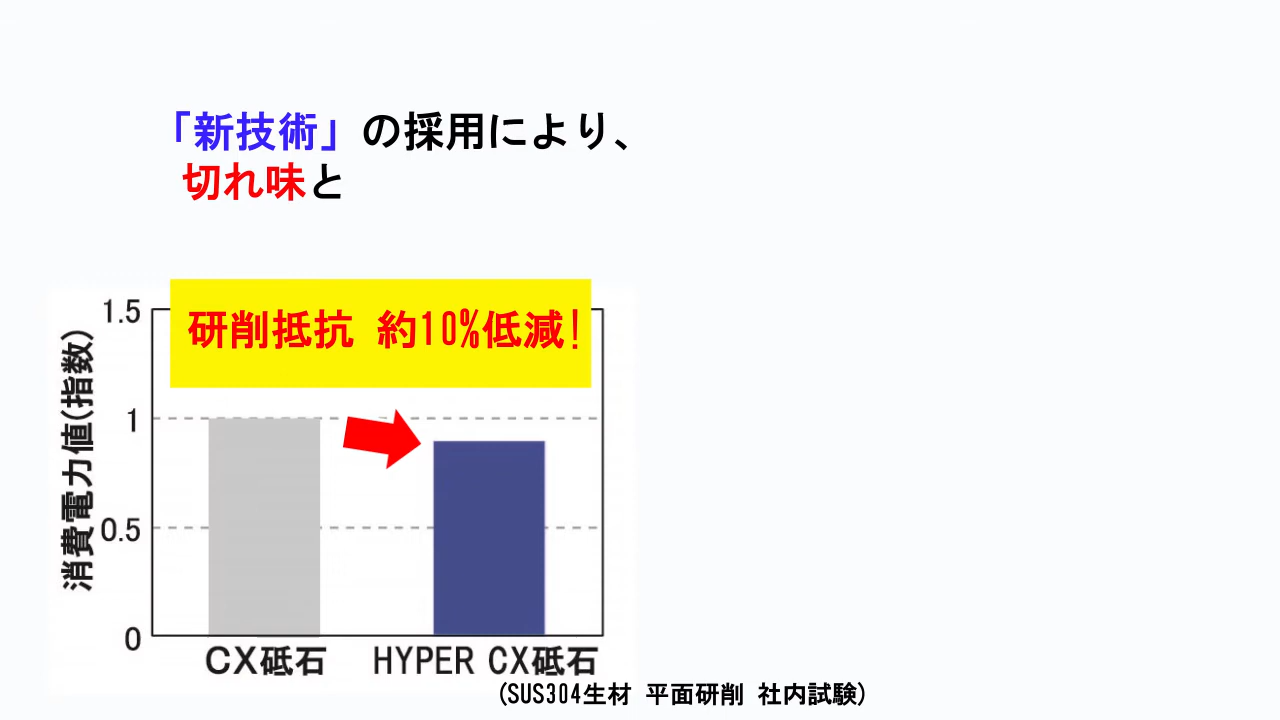 「新技術」の採用により、
切れ味と
研削抵抗 約10%低減!
消費電力値(指数)
1.5
1
0.5
0
CX砥石
HYPER CX砥石
(SUS304生材 平面研削 社内試験)